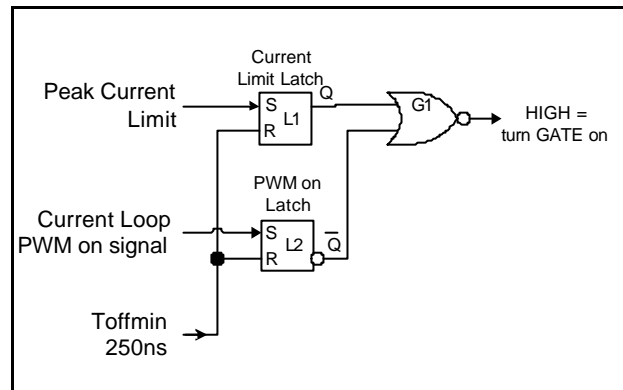 Current
Limit Latch
Q
Peak Current
Limit
S
R
L1
G1
HIGH =
turn GATE on
PWM on
Latch
Current Loop
PWM on signal
S
R
L2
Q
Toffmin
250ns